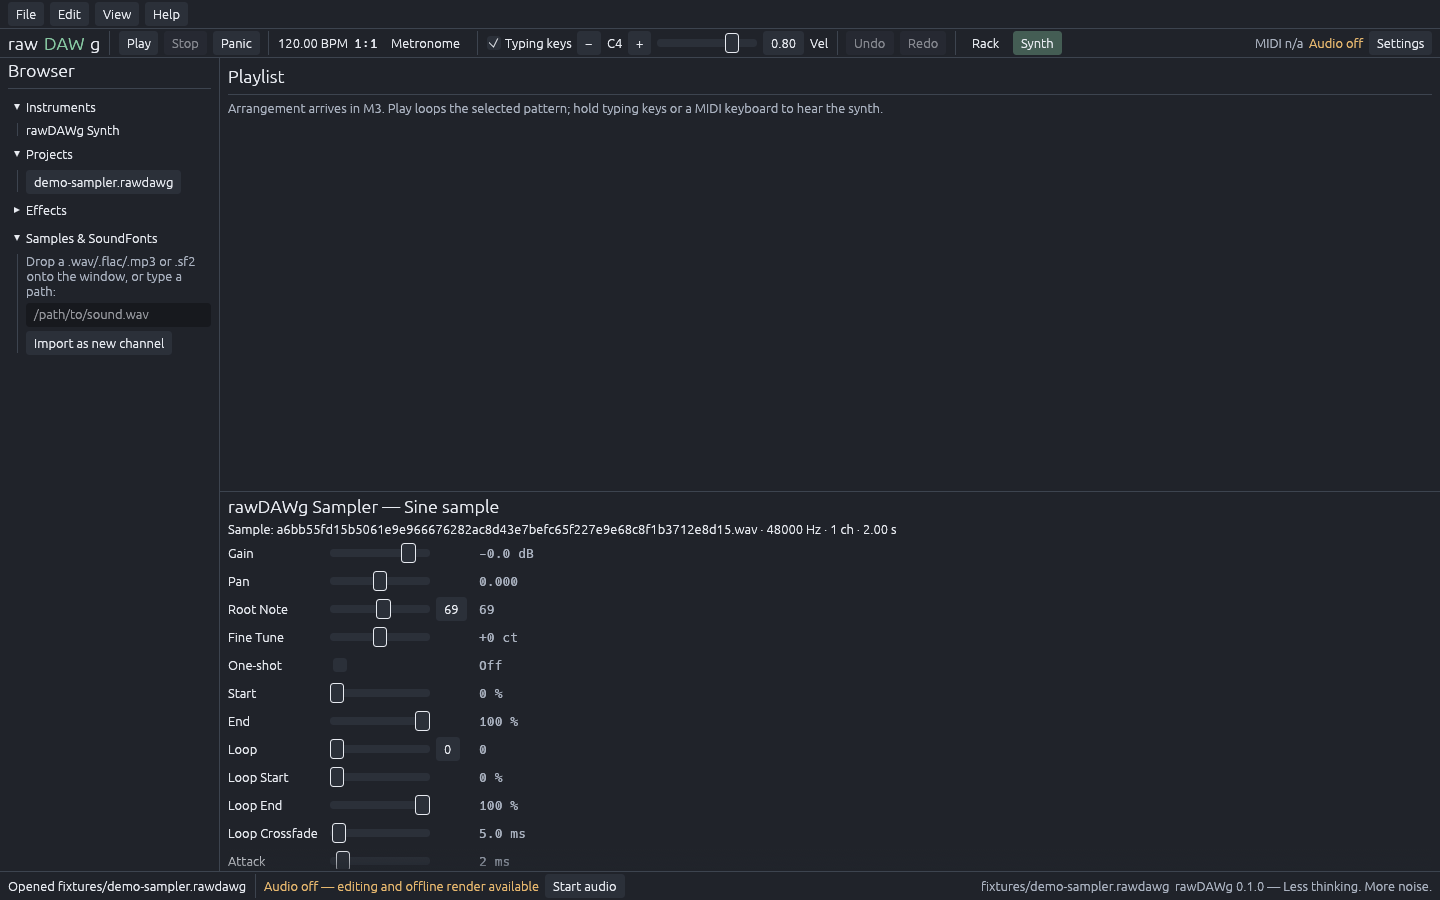 File Edit View Help
raw DAW g Play Stop Panic 120.00 BPM 1:1 Metronome Typing keys – C4 + 0.80 Vel Undo Redo Rack Synth MIDI n/a Audio off Settings
Browser
Instruments
rawDAWg Synth
Projects
demo-sampler.rawdawg
Effects
Samples & SoundFonts
Drop a .wav/.flac/.mp3 or .sf2
onto the window, or type a
path:
/path/to/sound.wav
Import as new channel
Playlist
Arrangement arrives in M3. Play loops the selected pattern; hold typing keys or a MIDI keyboard to hear the synth.
rawDAWg Sampler — Sine sample
Sample: a6bb55fd15b5061e9e966676282ac8d43e7befc65f227e9e68c8f1b3712e8d15.wav · 48000 Hz · 1 ch · 2.00 s
Gain -0.0 dB
Pan 0.000
Root Note 69 69
Fine Tune +0 ct
One-shot Off
Start 0 %
End 100 %
Loop 0 0
Loop Start 0 %
Loop End 100 %
Loop Crossfade 5.0 ms
Attack 2 ms
Opened fixtures/demo-sampler.rawdawg Audio off — editing and offline render available Start audio fixtures/demo-sampler.rawdawg rawDAWg 0.1.0 — Less thinking. More noise.